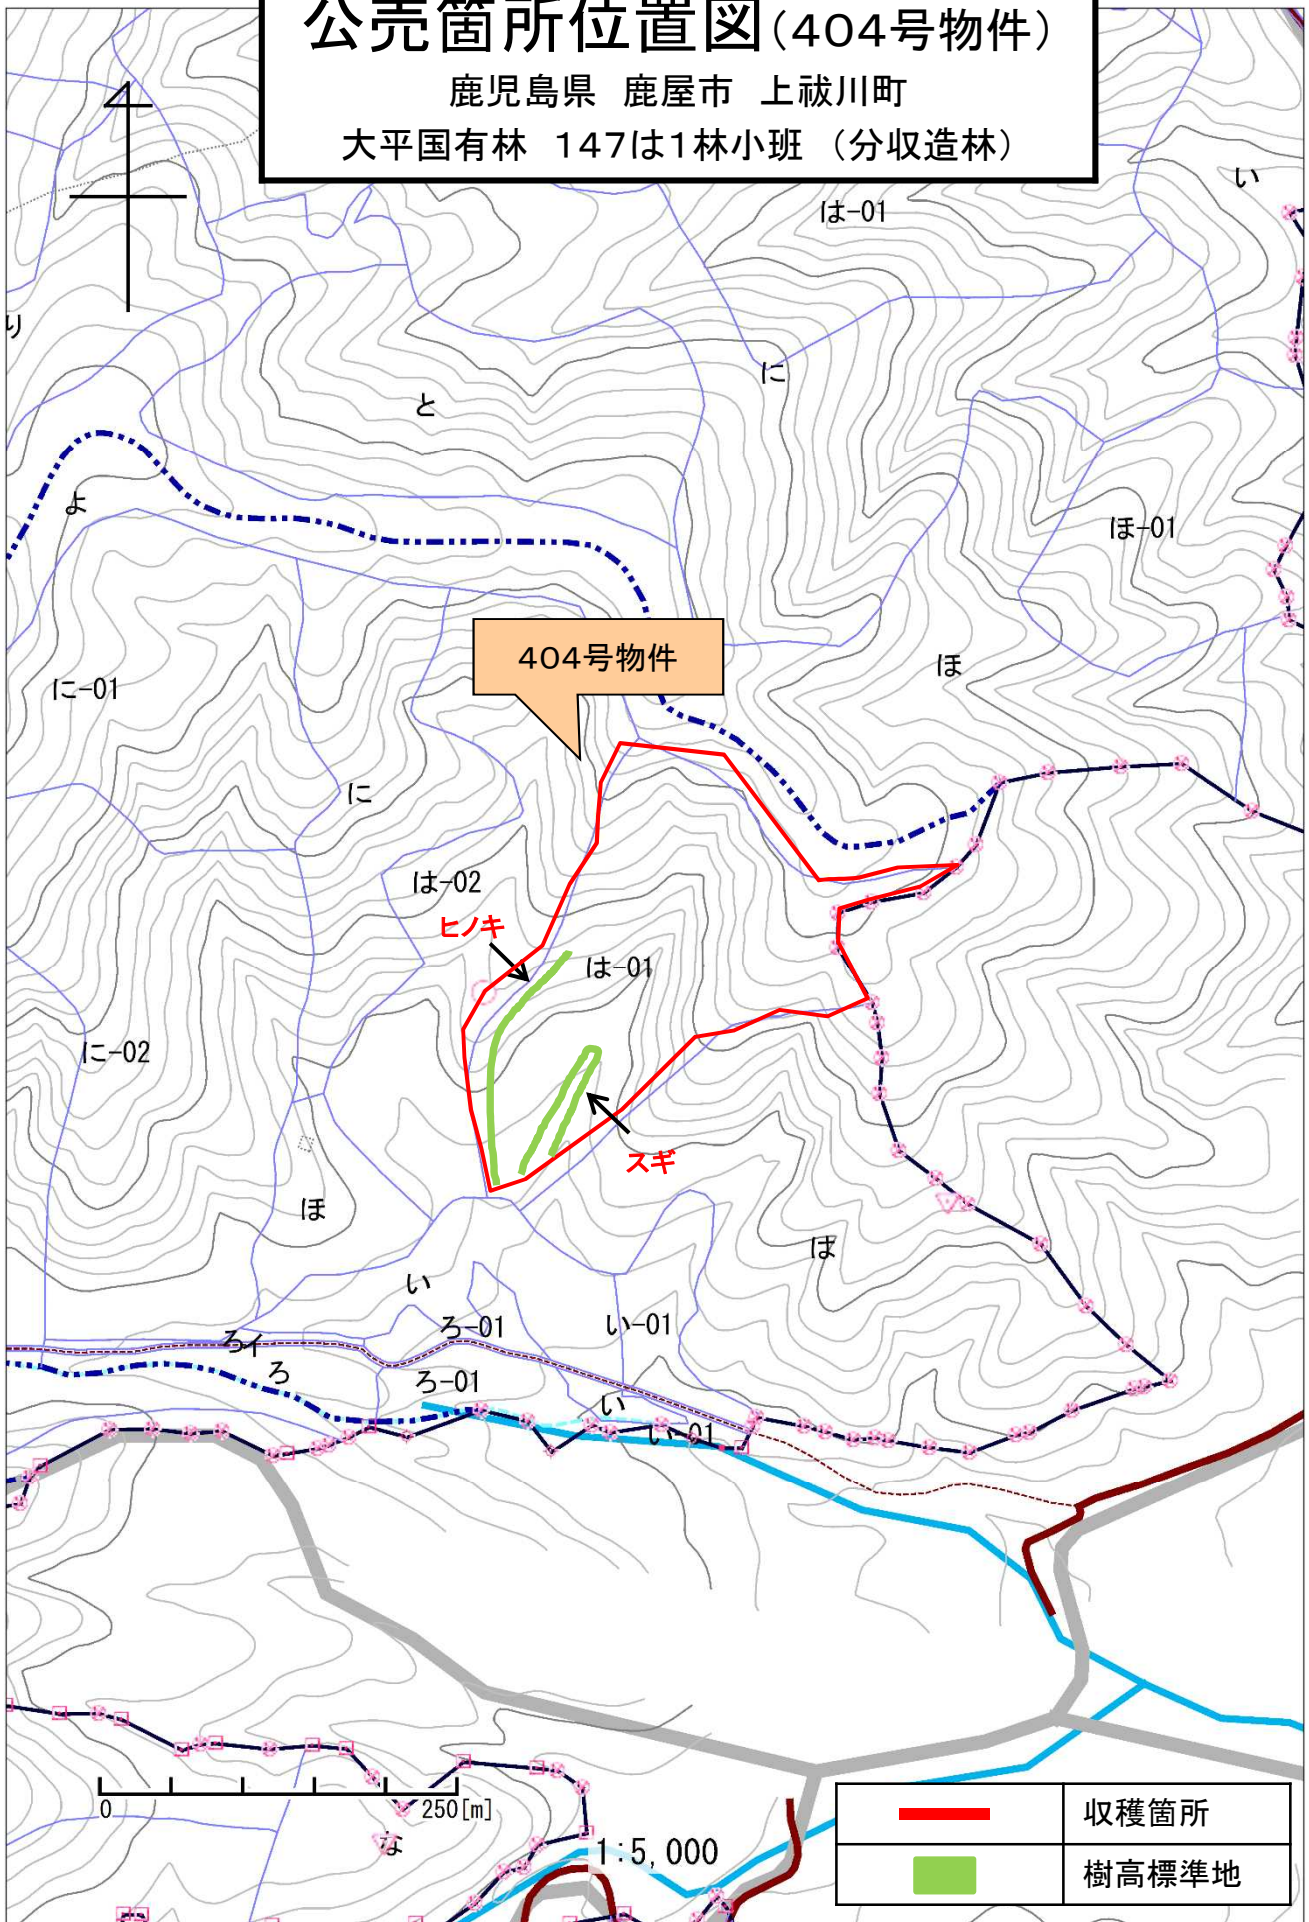 公売箇所位置図(404号物件)
鹿児島県 鹿屋市 上祓川町
大平国有林 147は1林小班 (分収造林)
い
は-01
り
に
と
よ
ほ-01
404号物件
ほ
に-01
に
は-02
ヒノキ
は-01
に-02
スギ
ほ
ほ
い
ろ-01
い-01
ろイ
ろ
ろ-01
い
い-01
0 250[m]
な
1:5,000
収穫箇所
樹高標準地